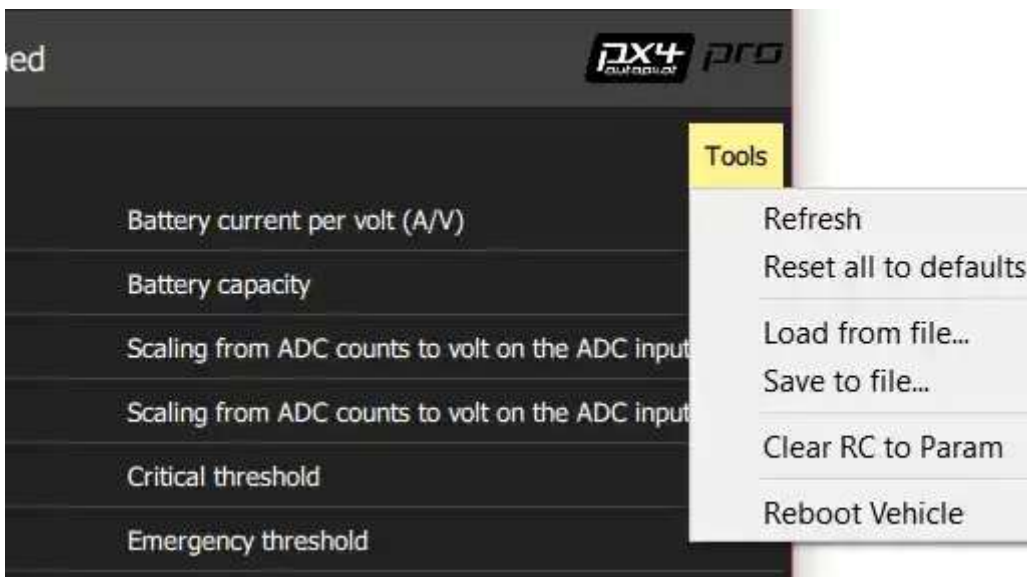 ned
px4 pro
autopilot
Tools
Battery current per volt (A/V)
Battery capacity
Scaling from ADC counts to volt on the ADC input
Scaling from ADC counts to volt on the ADC input
Critical threshold
Emergency threshold
Refresh
Reset all to defaults
Load from file...
Save to file...
Clear RC to Param
Reboot Vehicle